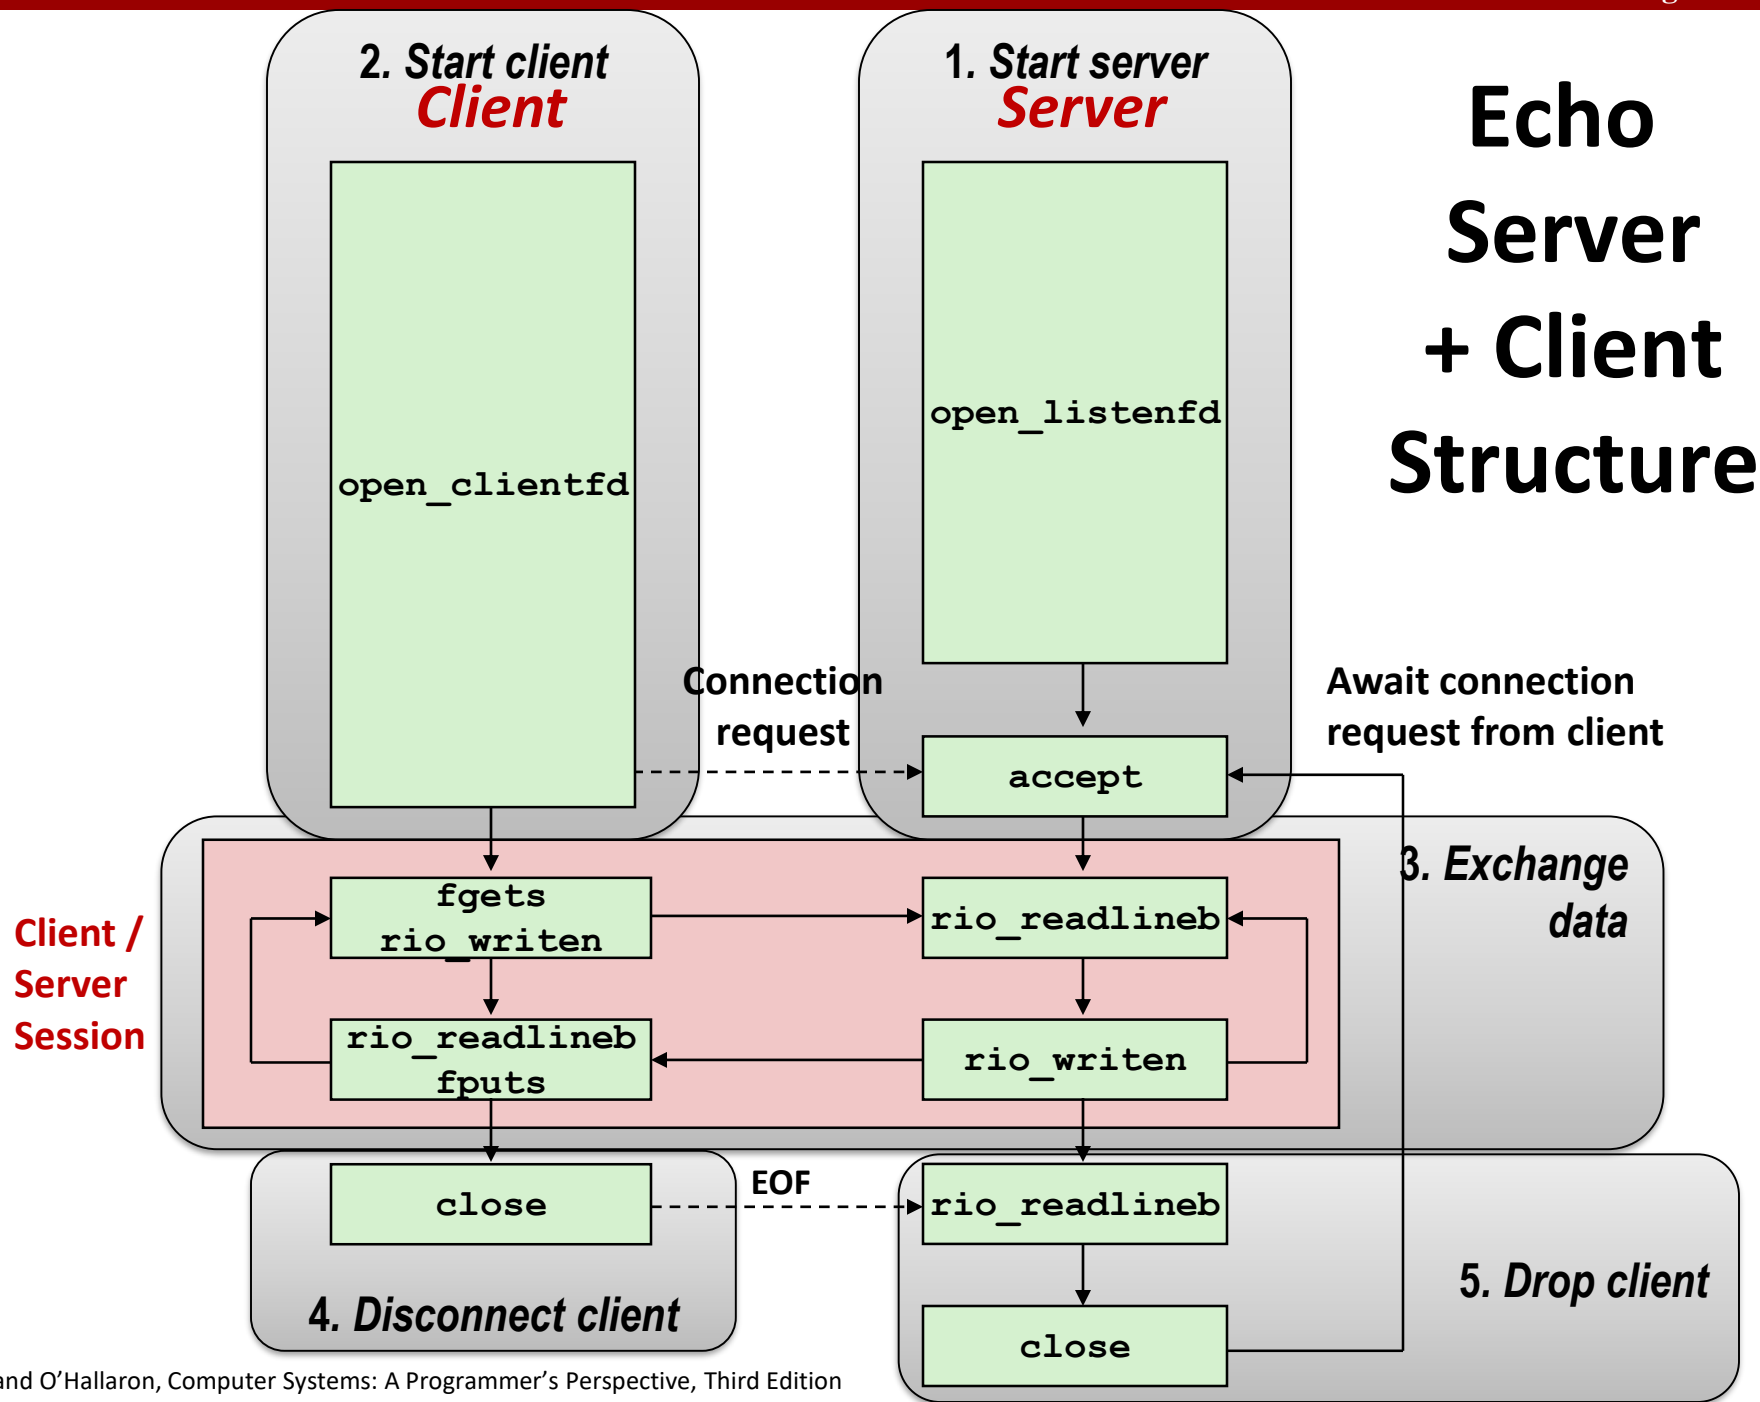 2. Start client
Client
1. Start server
Server
Echo
Server
+ Client
Structure
open_listenfd
open_clientfd
Connection
request
Await connection
request from client
accept
3. Exchange
data
Client /
Server
Session
fgets
rio_writen
rio_readlineb
rio_readlineb
fputs
rio_writen
close
EOF
rio_readlineb
4. Disconnect client
5. Drop client
close
and O’Hallaron, Computer Systems: A Programmer’s Perspective, Third Edition